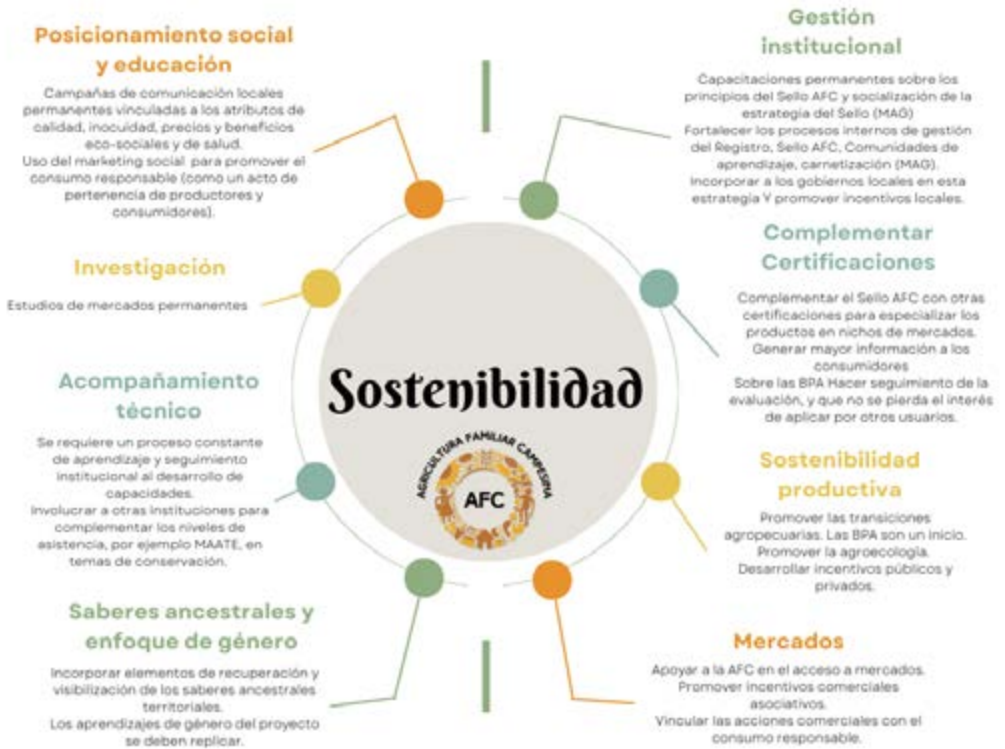 Posicionamiento social
y educación
Campañas de comunicación locales
permanentes vinculadas a los atributos de
calidad, inocuidad, precios y beneficios
eco-sociales y de salud.
Uso del marketing social para promover el
consumo responsable (como un acto de
pertenencia de productores y
consumidores).
Investigación
Estudios de mercados permanentes
Acompañamiento
técnico
Se requiere un proceso constante
de aprendizaje y seguimiento
institucional al desarrollo de
capacidades.
Involucrar a otras instituciones para
complementar los niveles de
asistencia, por ejemplo MAATE, en
temas de conservación.
Saberes ancestrales y
enfoque de género
Incorporar elementos de recuperación y
visibilización de los saberes ancestrales
territoriales.
Los aprendizajes de género del proyecto
se deben replicar.
Sostenibilidad
AGRICULTURA FAMILIAR CAMPESINA
AFC
Gestión
institucional
Capacitaciones permanentes sobre los
principios del Sello AFC y socialización de la
estrategia del Sello (MAG)
Fortalecer los procesos internos de gestión
del Registro, Sello AFC, Comunidades de
aprendizaje, carnetización (MAG).
Incorporar a los gobiernos locales en esta
estrategia Y promover incentivos locales.
Complementar
Certificaciones
Complementar el Sello AFC con otras
certificaciones para especializar los
productos en nichos de mercados.
Generar mayor información a los
consumidores
Sobre las BPA Hacer seguimiento de la
evaluación, y que no se pierda el interés
de aplicar por otros usuarios.
Sostenibilidad
productiva
Promover las transiciones
agropecuarias. Las BPA son un inicio.
Promover la agroecología.
Desarrollar incentivos públicos y
privados.
Mercados
Apoyar a la AFC en el acceso a mercados.
Promover incentivos comerciales
asociativos.
Vincular las acciones comerciales con el
consumo responsable.